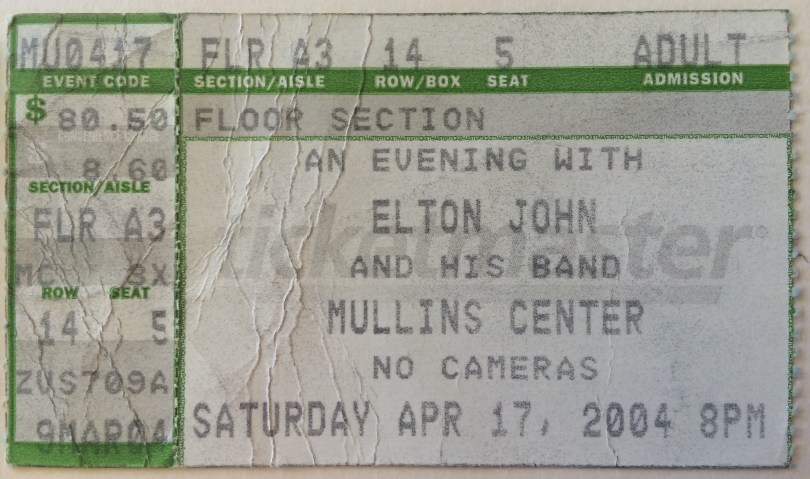 MU0417 FLR A3 14 5 ADULT
EVENT CODE SECTION/AISLE ROW/BOX SEAT ADMISSION
$ 80.50 FLOOR SECTION
8.60 AN EVENING WITH
SECTION/AISLE
FLR A3 ELTON JOHN
ticketmaster
MC 8X AND HIS BAND
ROW SEAT
14 5 MULLINS CENTER
ZUS709A NO CAMERAS
9MAR04 SATURDAY APR 17, 2004 8PM